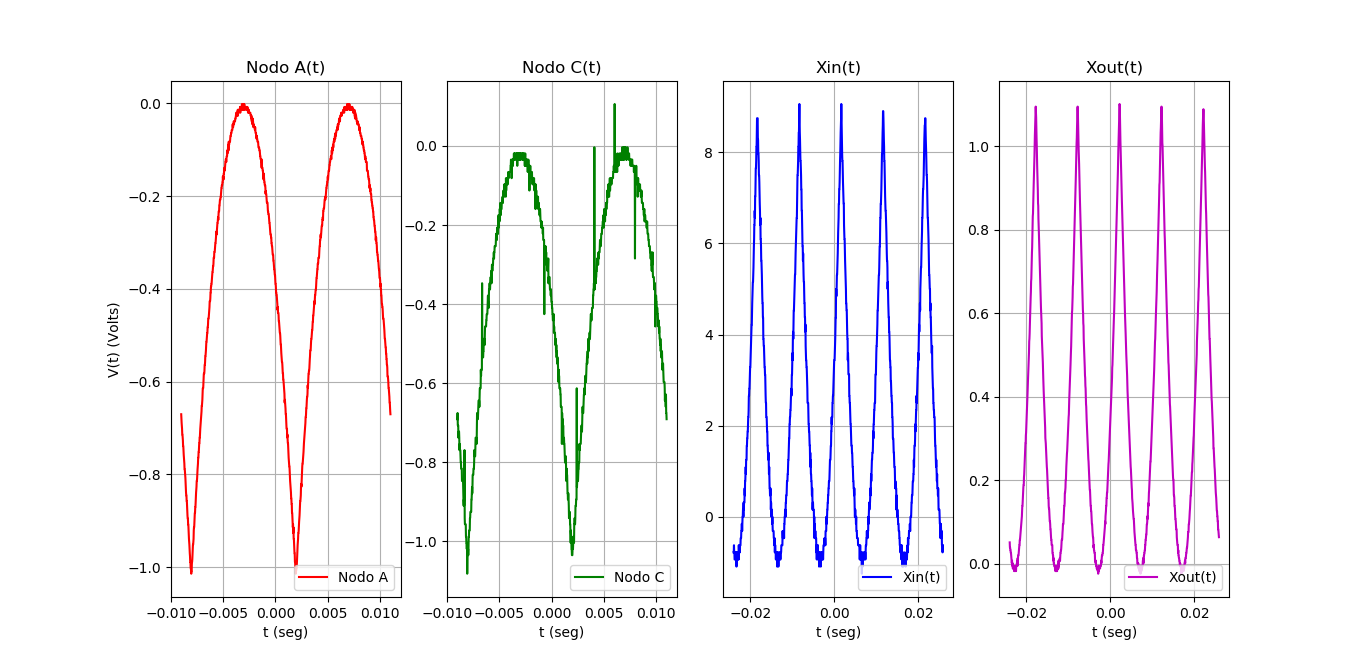 Nodo A(t)
V(t) (Volts)
0.0
−0.2
−0.4
−0.6
−0.8
−1.0
−0.010 −0.005 0.000 0.005 0.010
t (seg)
Nodo A
Nodo C(t)
0.0
−0.2
−0.4
−0.6
−0.8
−1.0
−0.010 −0.005 0.000 0.005 0.010
t (seg)
Nodo C
Xin(t)
8
6
4
2
0
−0.02 0.00 0.02
t (seg)
Xin(t)
Xout(t)
1.0
0.8
0.6
0.4
0.2
0.0
−0.02 0.00 0.02
t (seg)
Xout(t)